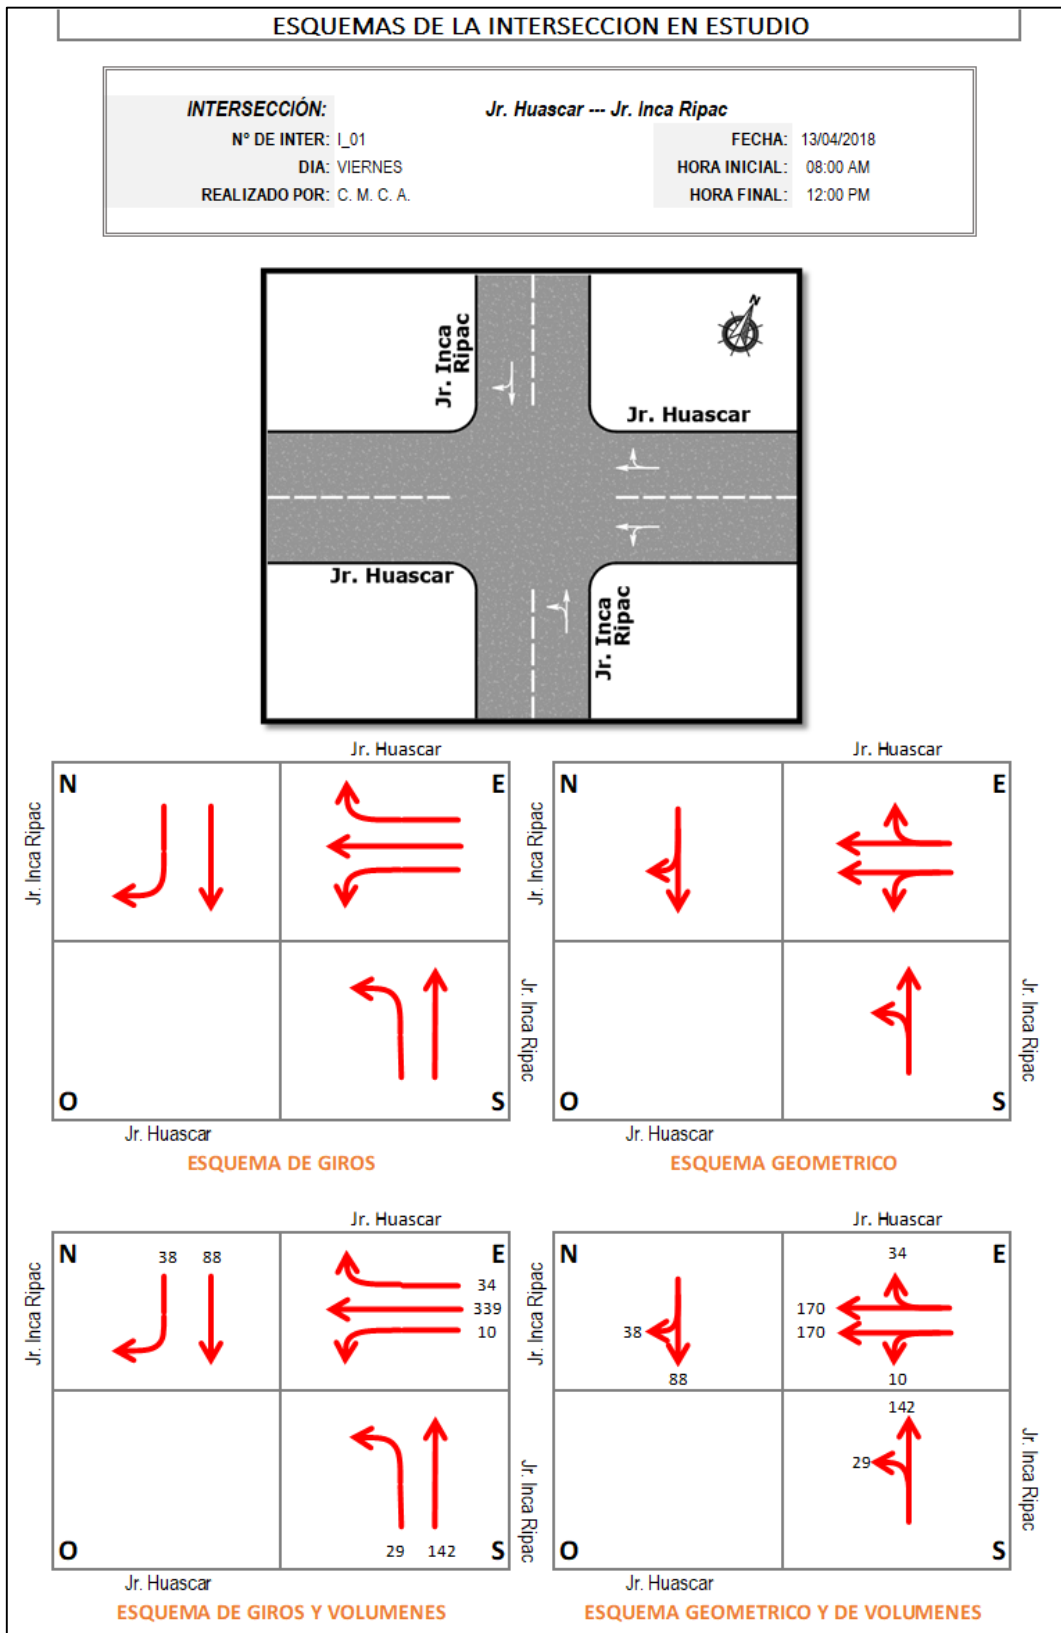 ESQUEMAS DE LA INTERSECCION EN ESTUDIO
INTERSECCIÓN: Jr. Huascar --- Jr. Inca Ripac
N° DE INTER: I_01 FECHA: 13/04/2018
DIA: VIERNES HORA INICIAL: 08:00 AM
REALIZADO POR: C. M. C. A. HORA FINAL: 12:00 PM
N
Jr. Inca
Ripac
Jr. Huascar
Jr. Huascar
Jr. Inca
Ripac
Jr. Huascar
N E
Jr. Inca Ripac
Jr. Inca Ripac
O S
Jr. Huascar
ESQUEMA DE GIROS
Jr. Huascar
N E
Jr. Inca Ripac
Jr. Inca Ripac
O S
Jr. Huascar
ESQUEMA GEOMETRICO
Jr. Huascar
N 38 88 E
34
339
10
Jr. Inca Ripac
Jr. Inca Ripac
O 29 142 S
Jr. Huascar
ESQUEMA DE GIROS Y VOLUMENES
Jr. Huascar
N 34 E
170
38 170
88 10
Jr. Inca Ripac
142
29
Jr. Inca Ripac
O S
Jr. Huascar
ESQUEMA GEOMETRICO Y DE VOLUMENES